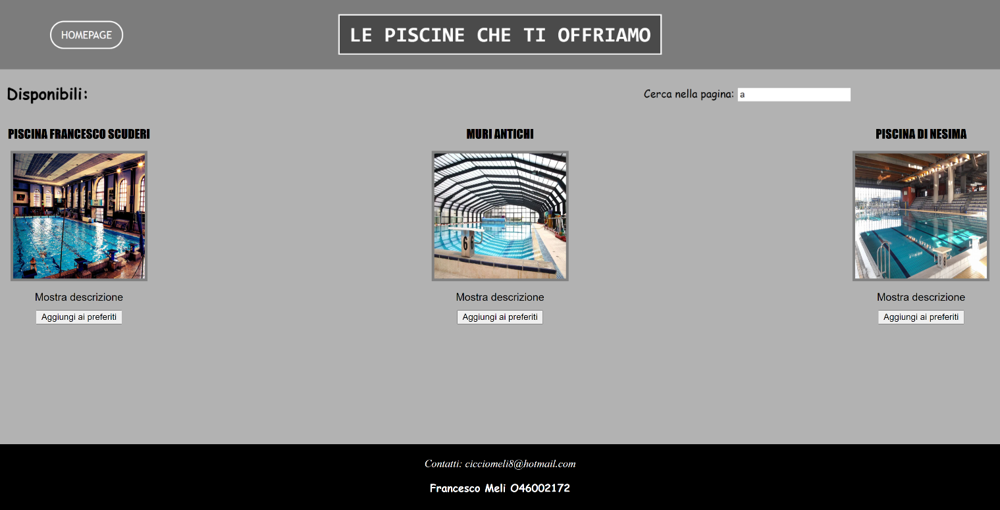 HOMEPAGE
LE PISCINE CHE TI OFFRIAMO
Disponibili:
Cerca nella pagina: a
PISCINA FRANCESCO SCUDERI
MURI ANTICHI
PISCINA DI NESIMA
66
Mostra descrizione
Mostra descrizione
Mostra descrizione
Aggiungi ai preferiti
Aggiungi ai preferiti
Aggiungi ai preferiti
Contatti: cicciomeli8@hotmail.com
Francesco Meli O46002172